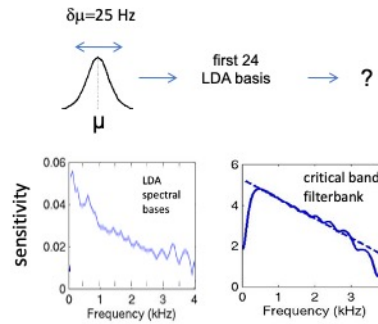 δμ=25 Hz
first 24
LDA basis
?
μ
sensitivity
0.06
0.04
0.02
0
LDA
spectral
bases
0 1 2 3 4
Frequency (kHz)
6
4
2
0
critical band
filterbank
0 1 2 3
Frequency (kHz)